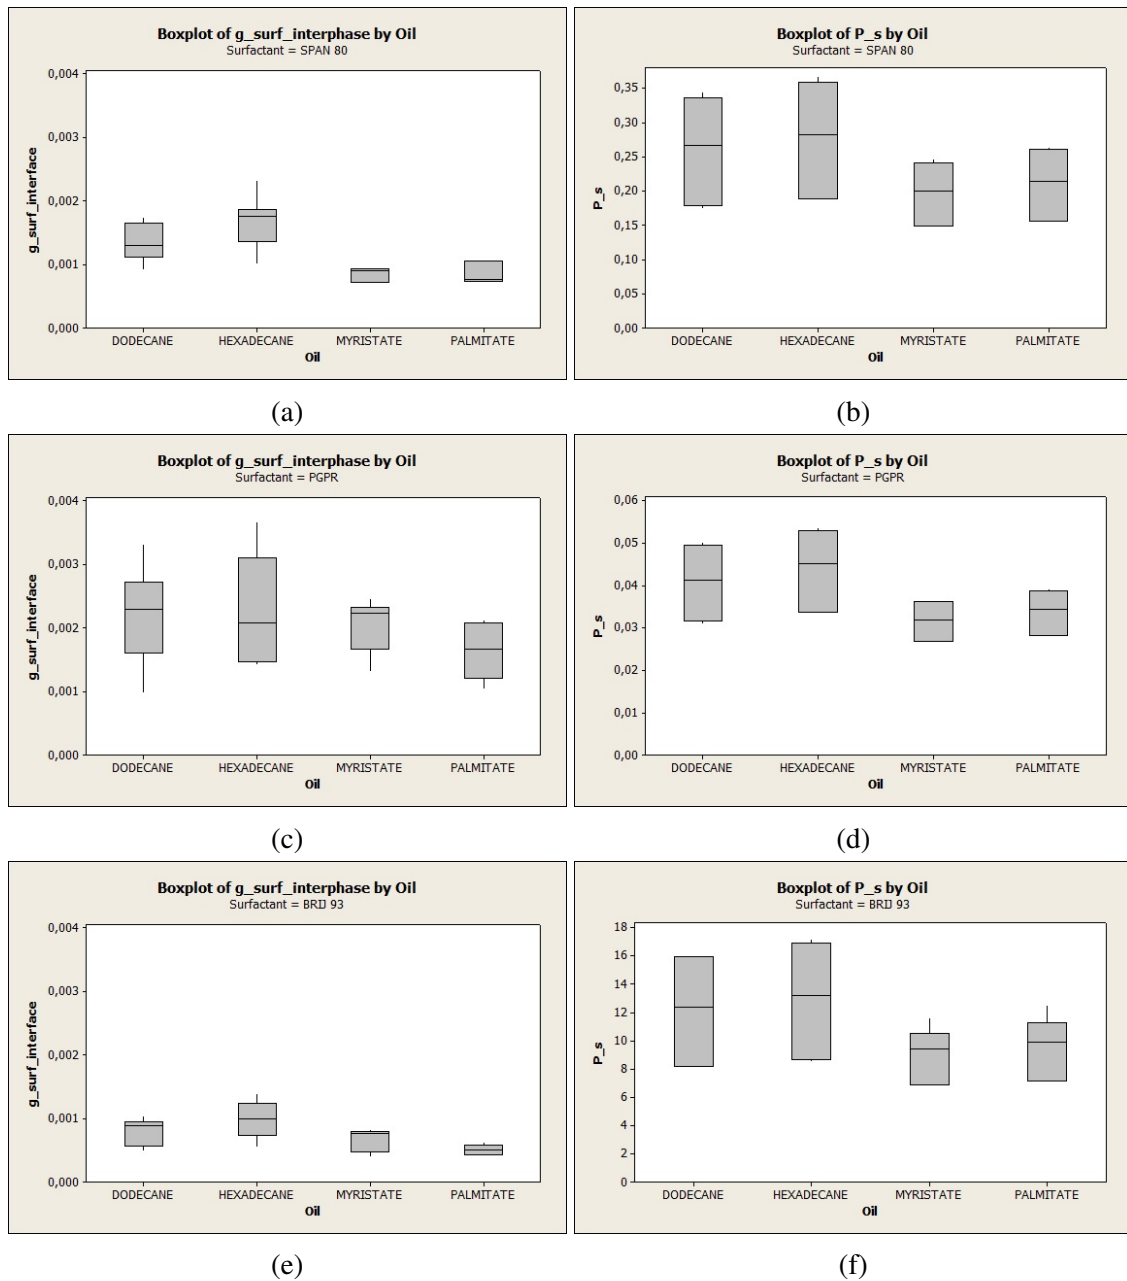 Boxplot of g_surf_interphase by Oil
Surfactant = SPAN 80
0,004
0,003
0,002
0,001
0,000
g_surf_interface
DODECANE HEXADECANE MYRISTATE PALMITATE
Oil
(a)
Boxplot of P_s by Oil
Surfactant = SPAN 80
0,35
0,30
0,25
0,20
0,15
0,10
0,05
0,00
P_s
DODECANE HEXADECANE MYRISTATE PALMITATE
Oil
(b)
Boxplot of g_surf_interphase by Oil
Surfactant = PGPR
0,004
0,003
0,002
0,001
0,000
g_surf_interface
DODECANE HEXADECANE MYRISTATE PALMITATE
Oil
(c)
Boxplot of P_s by Oil
Surfactant = PGPR
0,06
0,05
0,04
0,03
0,02
0,01
0,00
P_s
DODECANE HEXADECANE MYRISTATE PALMITATE
Oil
(d)
Boxplot of g_surf_interphase by Oil
Surfactant = BRIJ 93
0,004
0,003
0,002
0,001
0,000
g_surf_interface
DODECANE HEXADECANE MYRISTATE PALMITATE
Oil
(e)
Boxplot of P_s by Oil
Surfactant = BRIJ 93
18
16
14
12
10
8
6
4
2
0
P_s
DODECANE HEXADECANE MYRISTATE PALMITATE
Oil
(f)